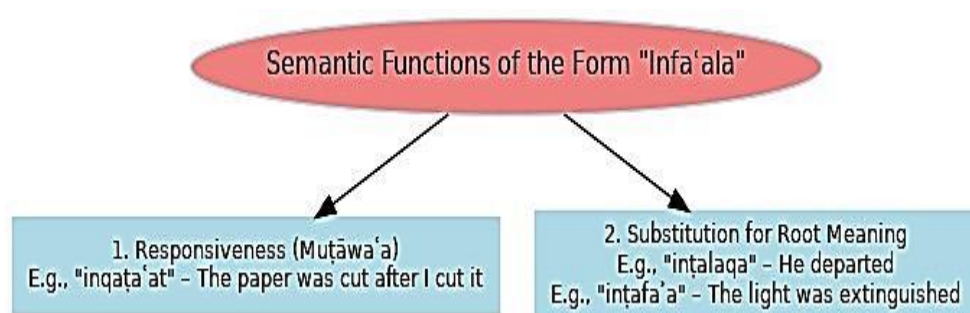 Semantic Functions of the Form "Infaʿala"
1. Responsiveness (Muṭāwaʿa)
E.g., "inqaṭaʿat" – The paper was cut after I cut it
2. Substitution for Root Meaning
E.g., "inṭalaqa" – He departed
E.g., "inṭafaʾa" – The light was extinguished